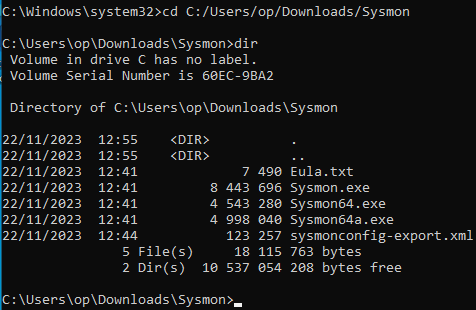 C:\Windows\system32>cd C:/Users/op/Downloads/Sysmon
C:\Users\op\Downloads\Sysmon>dir
Volume in drive C has no label.
Volume Serial Number is 60EC-9BA2
Directory of C:\Users\op\Downloads\Sysmon
22/11/2023  12:55    <DIR>          .
22/11/2023  12:55    <DIR>          ..
22/11/2023  12:41             7 490 Eula.txt
22/11/2023  12:41         8 443 696 Sysmon.exe
22/11/2023  12:41         4 543 280 Sysmon64.exe
22/11/2023  12:41         4 998 040 Sysmon64a.exe
22/11/2023  12:44           123 257 sysmonconfig-export.xml
5 File(s)     18 115 763 bytes
2 Dir(s)  10 537 054 208 bytes free
C:\Users\op\Downloads\Sysmon>